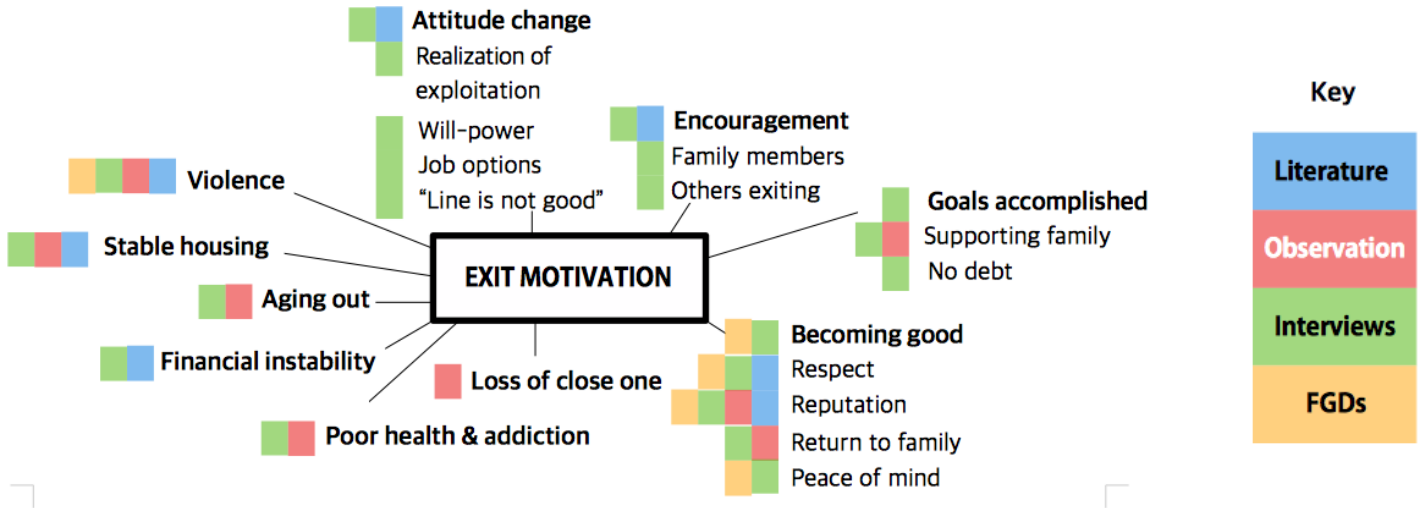 Attitude change
Realization of
exploitation
Will-power
Job options
“Line is not good”
Encouragement
Family members
Others exiting
Goals accomplished
Supporting family
No debt
Violence
Stable housing
Aging out
Financial instability
Poor health & addiction
Loss of close one
EXIT MOTIVATION
Becoming good
Respect
Reputation
Return to family
Peace of mind
Key
Literature
Observation
Interviews
FGDs